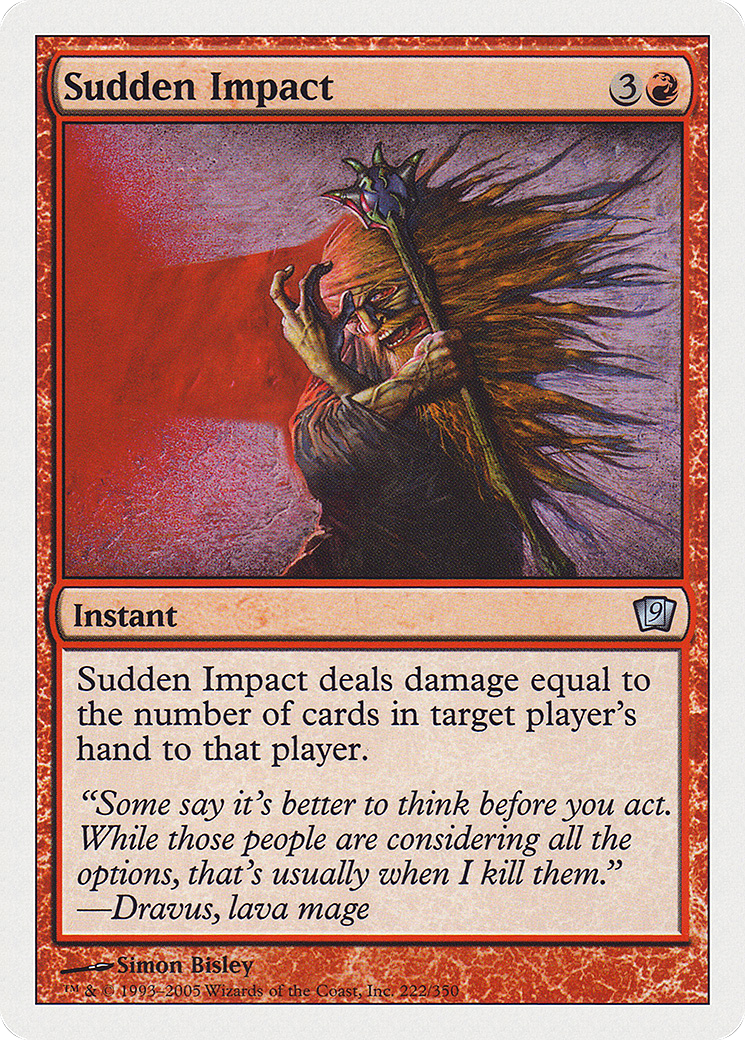 Sudden Impact 3
Instant 9
Sudden Impact deals damage equal to
the number of cards in target player's
hand to that player.
“Some say it's better to think before you act.
While those people are considering all the
options, that's usually when I kill them.”
—Dravus, lava mage
Simon Bisley
™ & © 1993–2005 Wizards of the Coast, Inc. 222/350